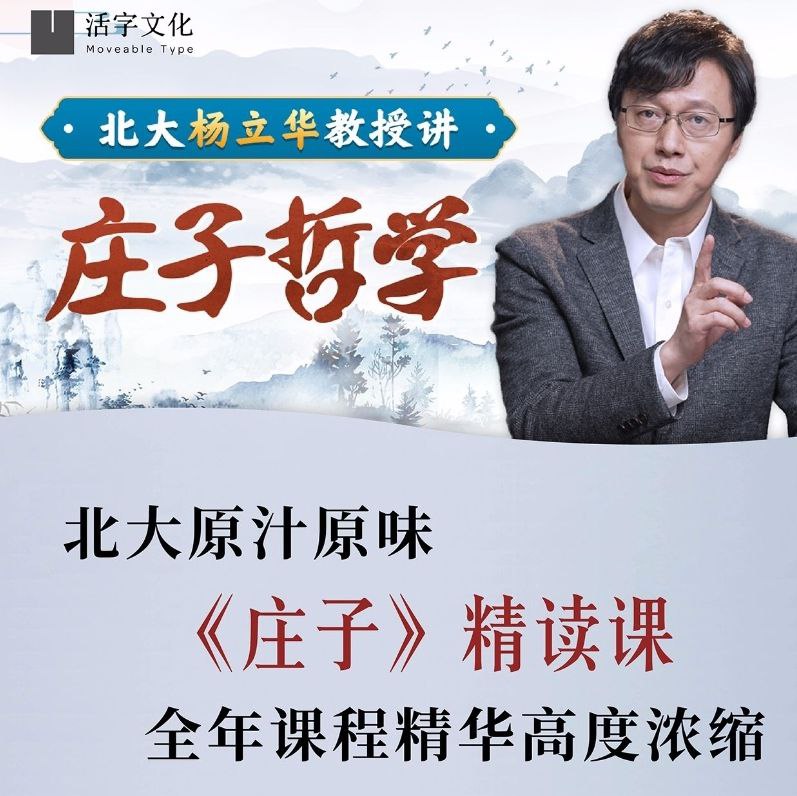 活字文化
Moveable Type
·北大杨立华教授讲·
庄子哲学
北大原汁原味
《庄子》精读课
全年课程精华高度浓缩